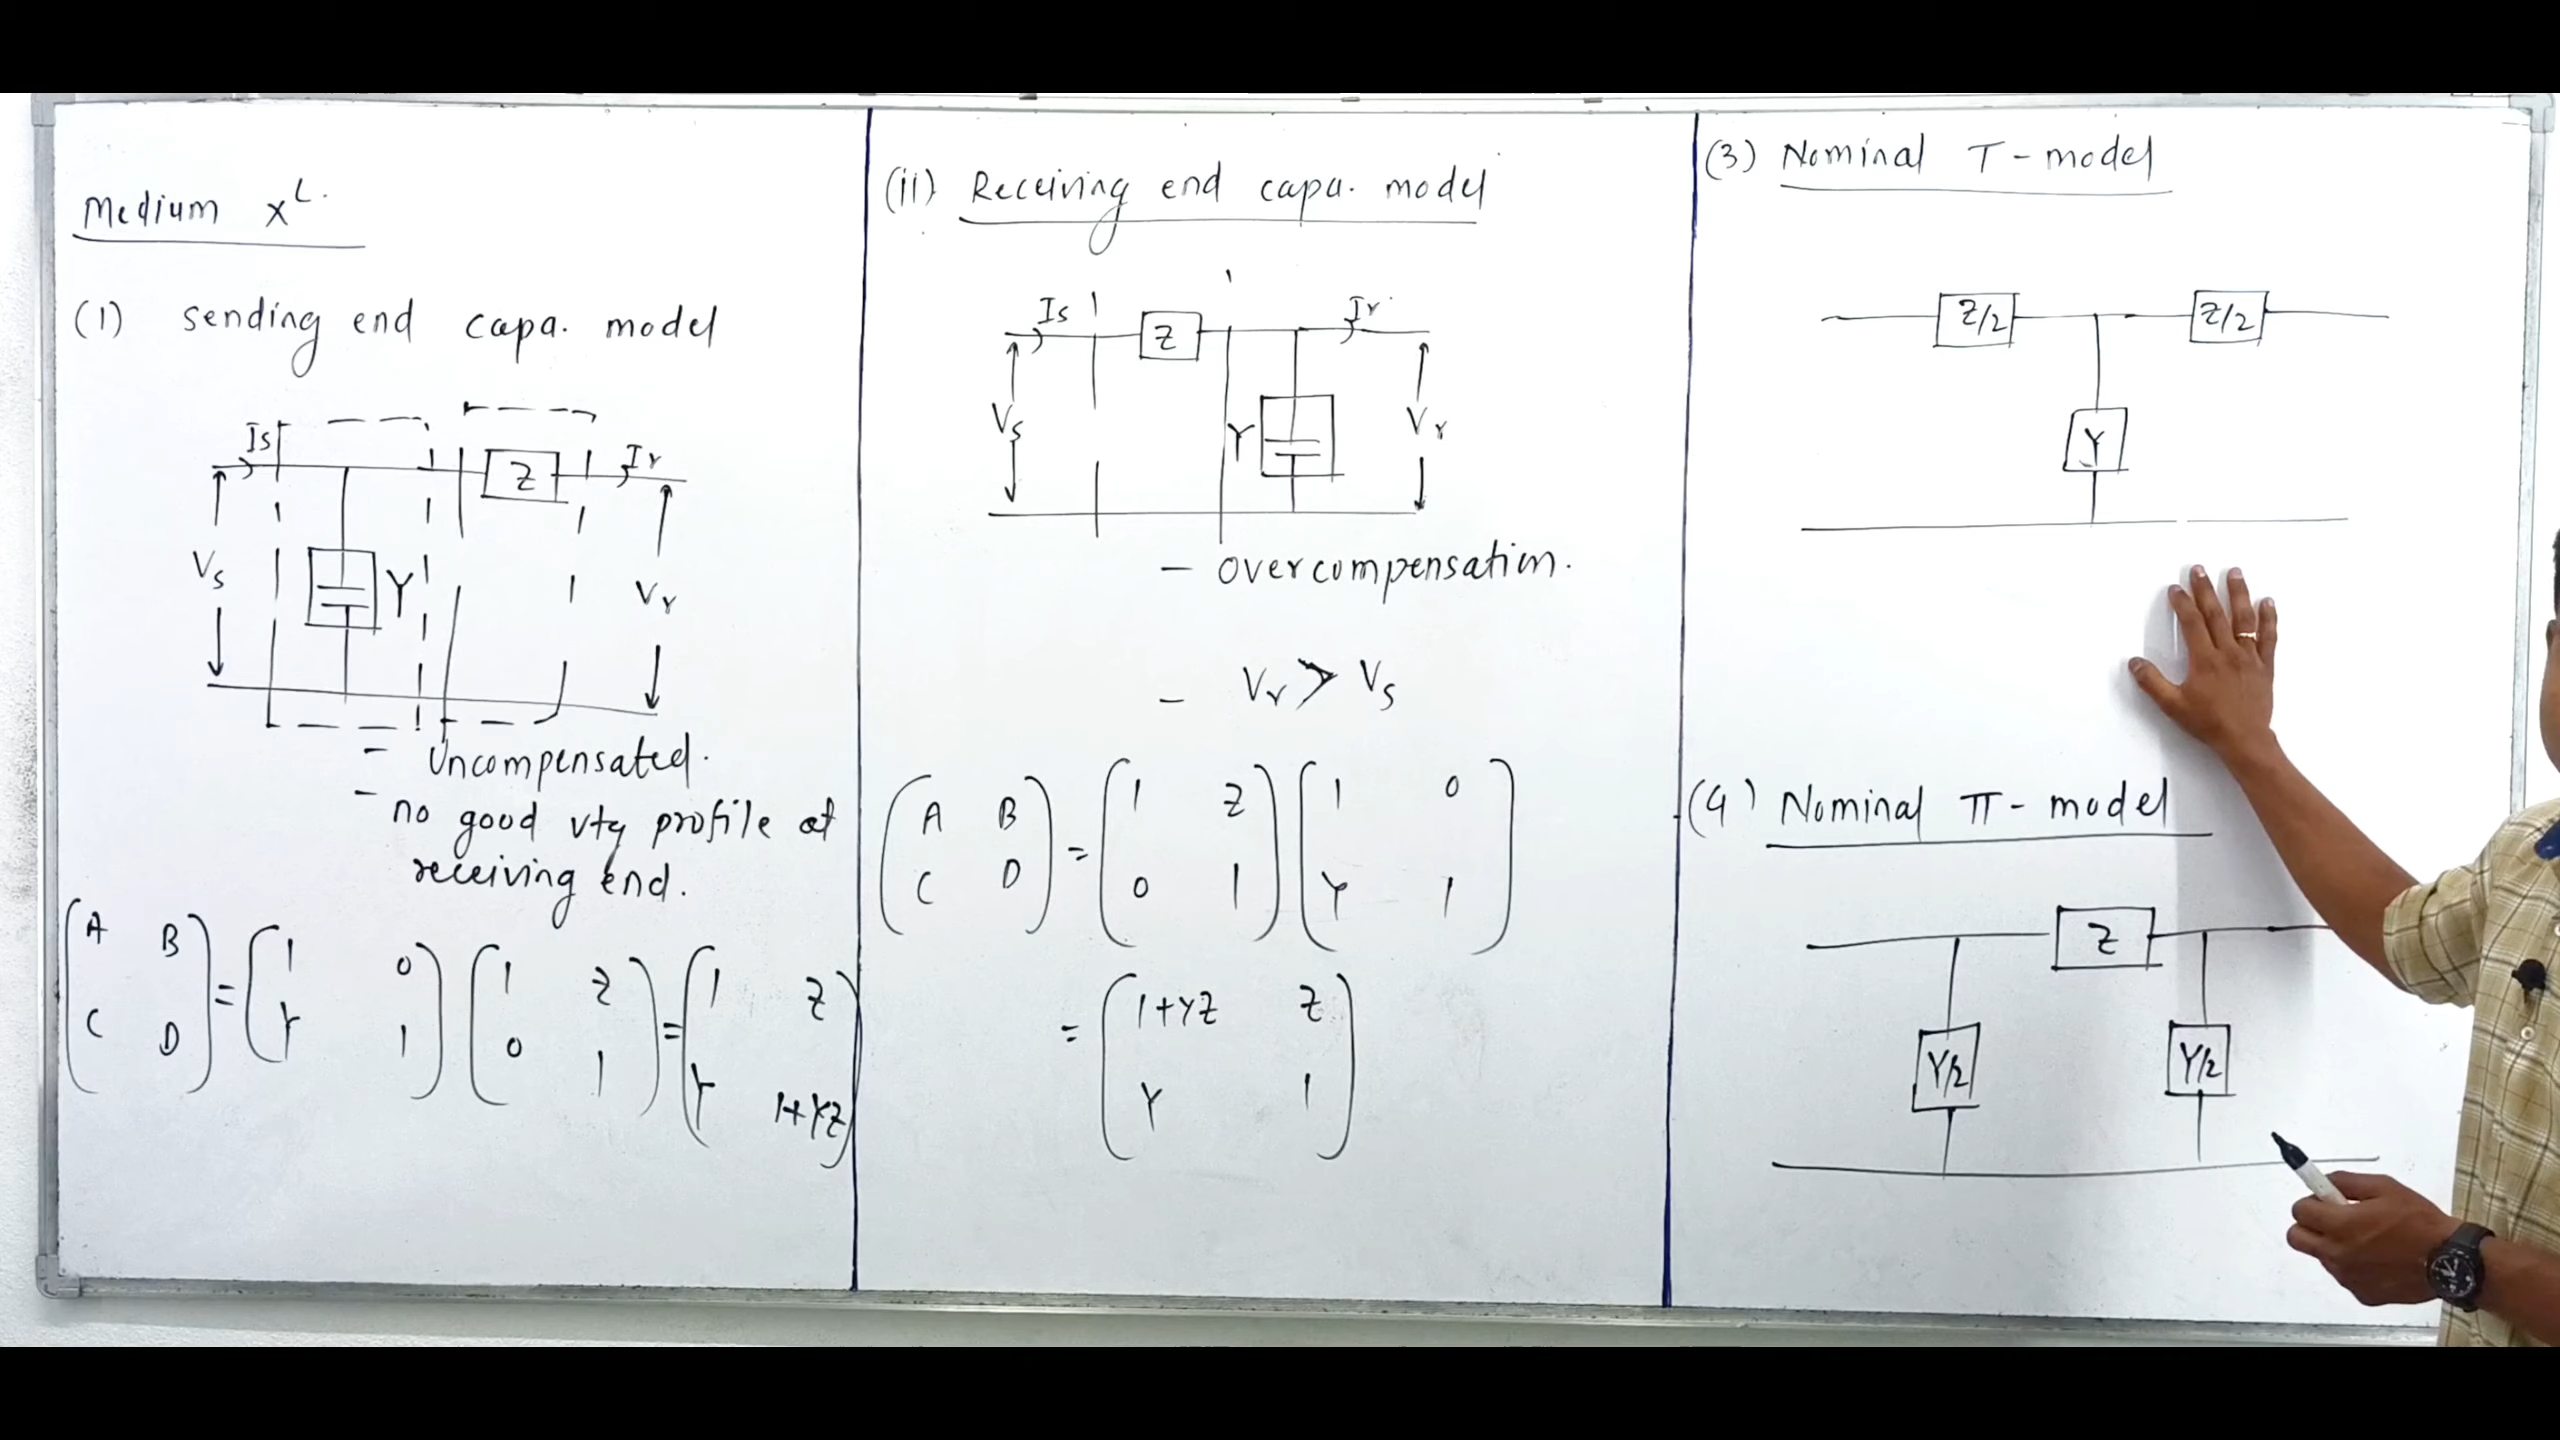 Medium x^L.
(1) sending end capa. model
Is
Z
Ir
Vs
Y
Vr
- Uncompensated.
- no good vtg profile at
receiving end.
(A B
C D) = (1 0
Y 1) (1 Z
0 1) = (1 Z
Y 1+YZ)
(ii) Receiving end capa. model
Is
Z
Ir
Vs
Y
Vr
- overcompensation.
- Vr > Vs
(A B
C D) = (1 Z
0 1) (1 0
Y 1)
= (1+YZ Z
Y 1)
(3) Nominal T-model
Z/2
Z/2
Y
(4) Nominal π-model
Z
Y/2
Y/2